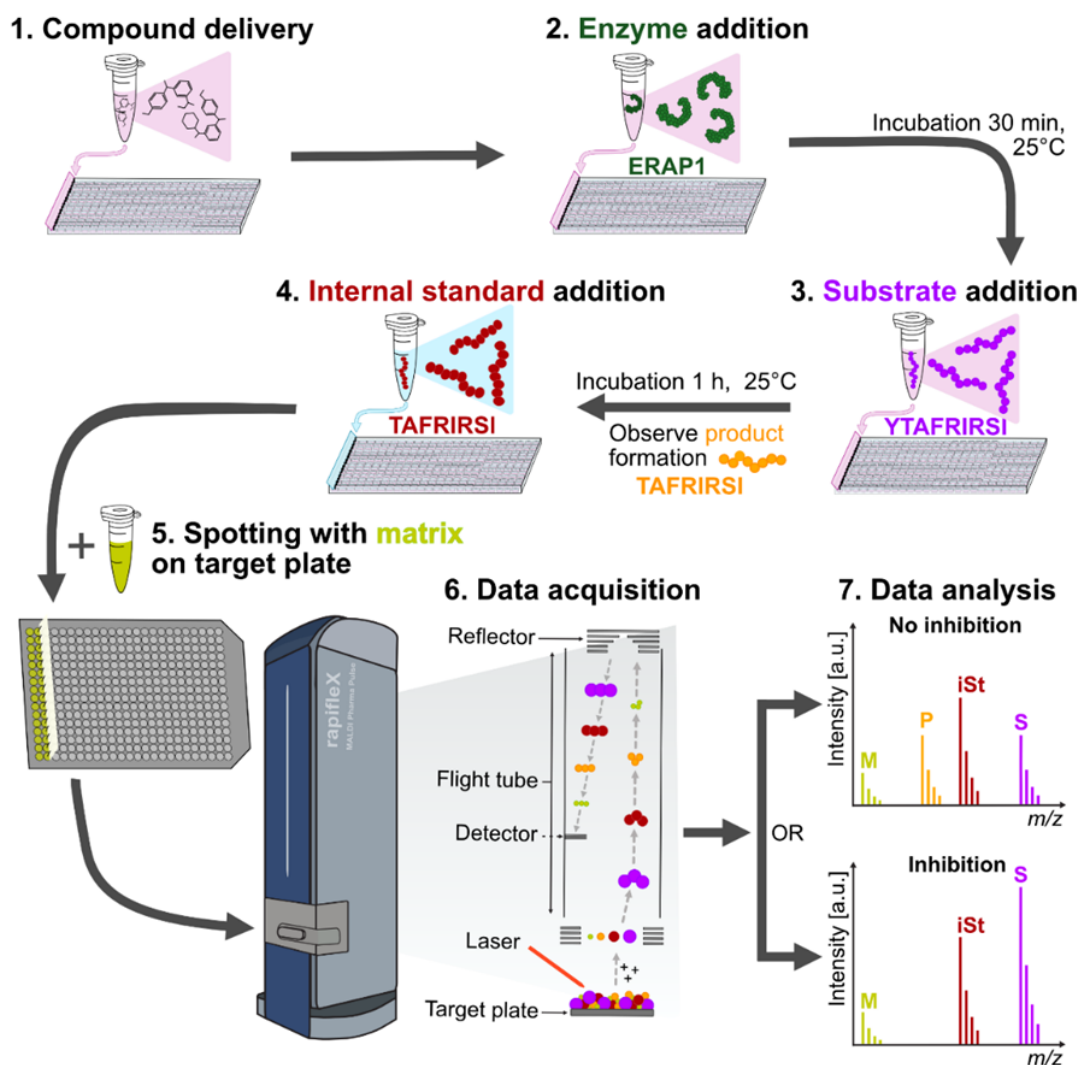 1. Compound delivery
2. Enzyme addition
ERAP1
Incubation 30 min,
25°C
3. Substrate addition
YTAFRIRSI
Incubation 1 h, 25°C
Observe product
formation
TAFRIRSI
4. Internal standard addition
TAFRIRSI
+
5. Spotting with matrix
on target plate
rapifleX
MALDI Pharma Pulse
6. Data acquisition
Reflector
Flight tube
Detector
Laser
+++
Target plate
OR
7. Data analysis
No inhibition
Intensity [a.u.]
M
P
iSt
S
m/z
Inhibition
Intensity [a.u.]
M
iSt
S
m/z